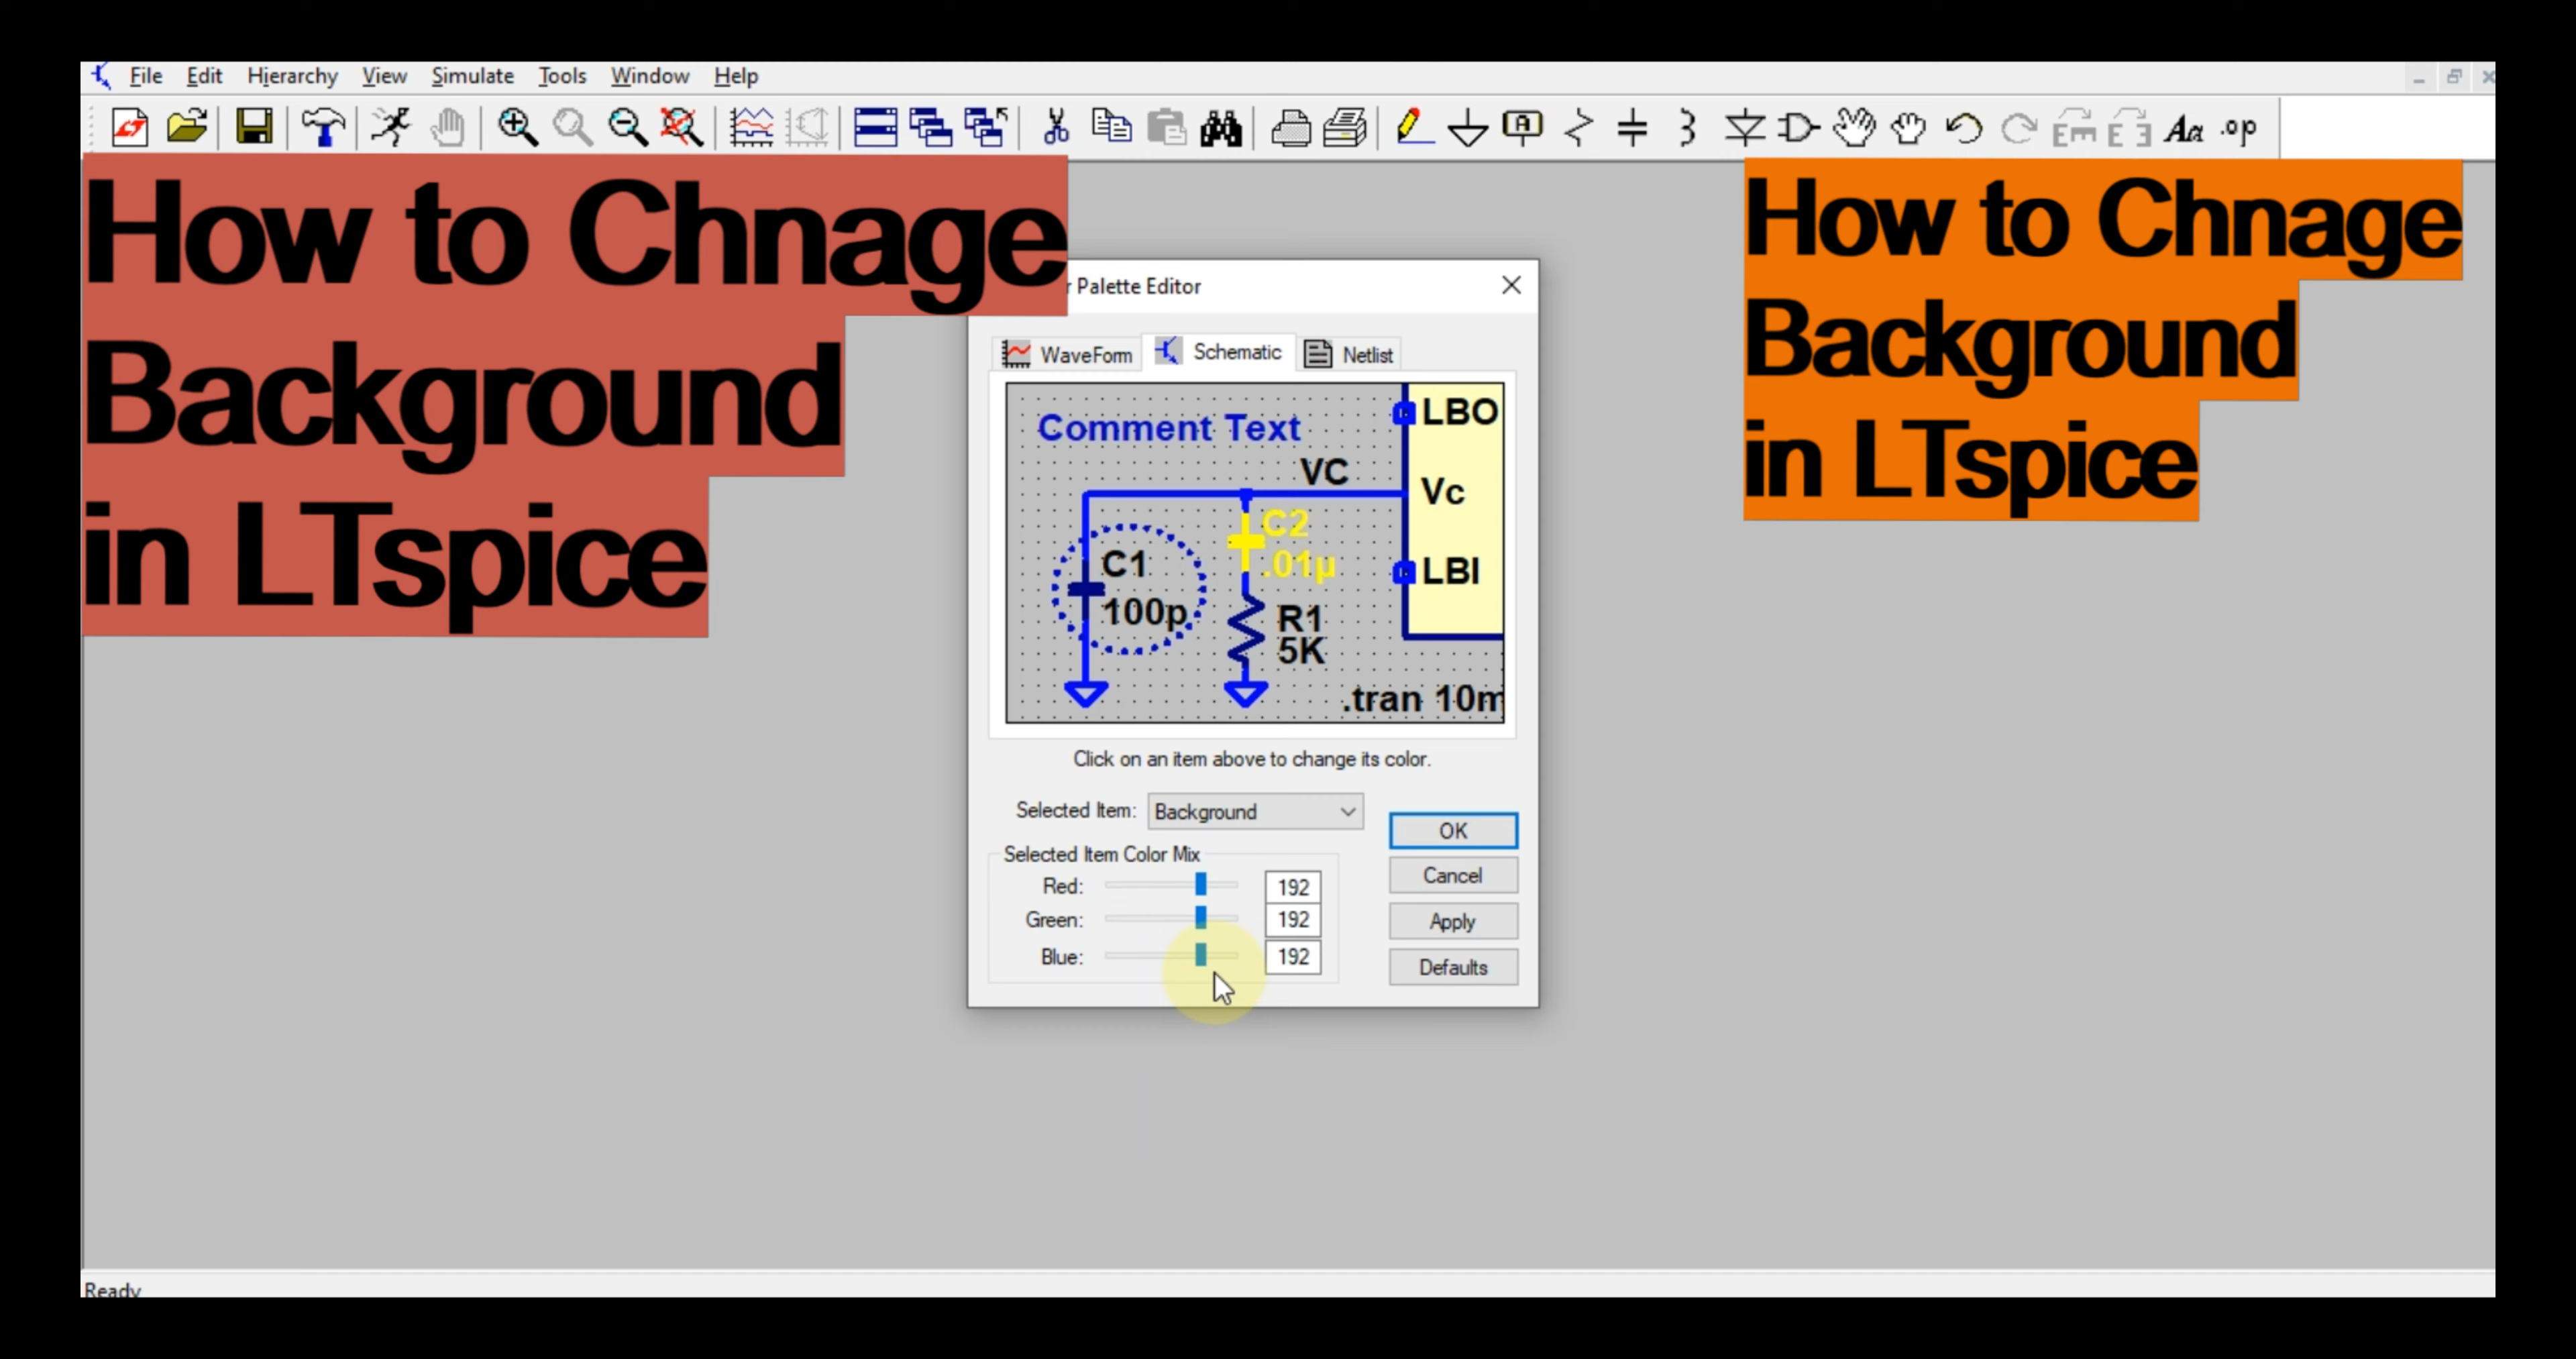 File Edit Hierarchy View Simulate Tools Window Help
A Aa .op
How to Chnage
Background
in LTspice
How to Chnage
Background
in LTspice
r Palette Editor
WaveForm Schematic Netlist
Comment Text
LBO
VC
Vc
C2
.01µ
C1
100p
LBI
R1
5K
.tran 10m
Click on an item above to change its color.
Selected Item: Background
OK
Selected Item Color Mix
Cancel
Red: 192
Green: 192
Apply
Blue: 192
Defaults
Ready